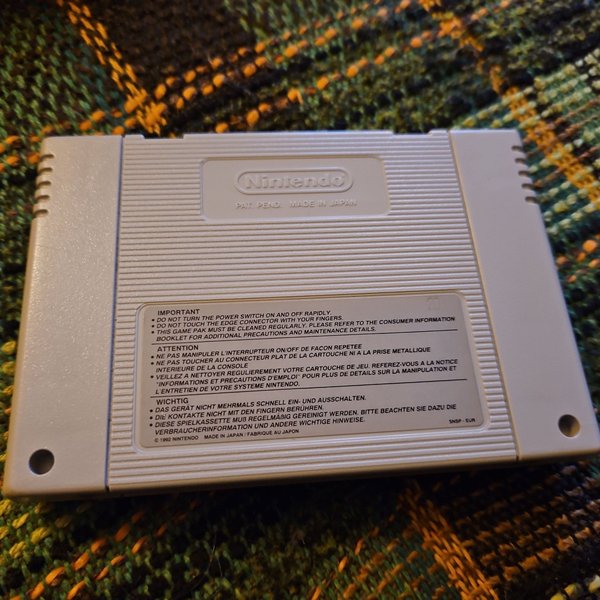 Nintendo
PAT. PEND. MADE IN JAPAN
IMPORTANT
• DO NOT TURN THE POWER SWITCH ON AND OFF RAPIDLY.
• DO NOT TOUCH THE EDGE CONNECTOR WITH YOUR FINGERS.
• THIS GAME PAK MUST BE CLEANED REGULARLY. PLEASE REFER TO THE CONSUMER INFORMATION
BOOKLET FOR ADDITIONAL PRECAUTIONS AND MAINTENANCE DETAILS.
ATTENTION
• NE PAS MANIPULER L'INTERRUPTEUR ON/OFF DE FACON REPETEE
• NE PAS TOUCHER AU CONNECTEUR PLAT DE LA CARTOUCHE NI A LA PRISE METALLIQUE
INTERIEURE DE LA CONSOLE
• VEILLEZ A NETTOYER REGULIEREMENT VOTRE CARTOUCHE DE JEU. REFEREZ-VOUS A LA NOTICE
"INFORMATIONS ET PRECAUTIONS D'EMPLOI" POUR PLUS DE DETAILS SUR LA MANIPULATION ET
L'ENTRETIEN DE VOTRE SYSTEME NINTENDO.
WICHTIG
• DAS GERÄT NICHT MEHRMALS SCHNELL EIN- UND AUSSCHALTEN.
• DIE KONTAKTE NICHT MIT DEN FINGERN BERÜHREN.
• DIESE SPIELKASSETTE MUß REGELMÄßIG GEREINIGT WERDEN. BITTE BEACHTEN SIE DAZU DIE
VERBRAUCHERINFORMATION UND ANDERE WICHTIGE HINWEISE.
© 1992 NINTENDO MADE IN JAPAN / FABRIQUE AU JAPON
SNSP - EUR